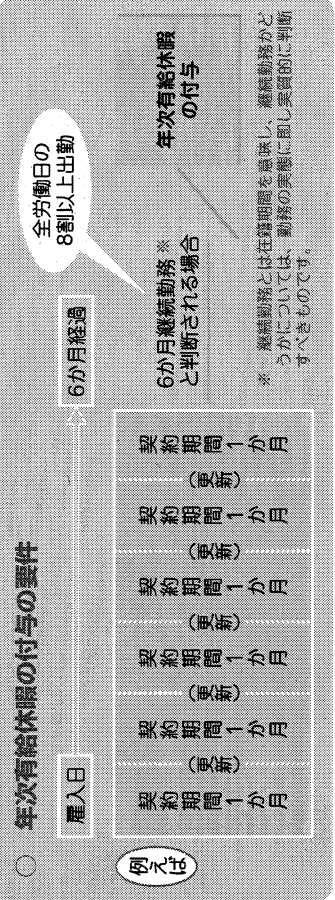 ○ 年次有給休暇の付与の要件
雇入日
6か月経過
全労働日の
8割以上出勤
例えば
契約期間1か月
(更新)
契約期間1か月
(更新)
契約期間1か月
(更新)
契約期間1か月
(更新)
契約期間1か月
(更新)
契約期間1か月
6か月継続勤務※
と判断される場合
年次有給休暇
の付与
※ 継続勤務とは在籍期間を意味し、継続勤務かど
うかについては、勤務の実態に即し実質的に判断
すべきものです。